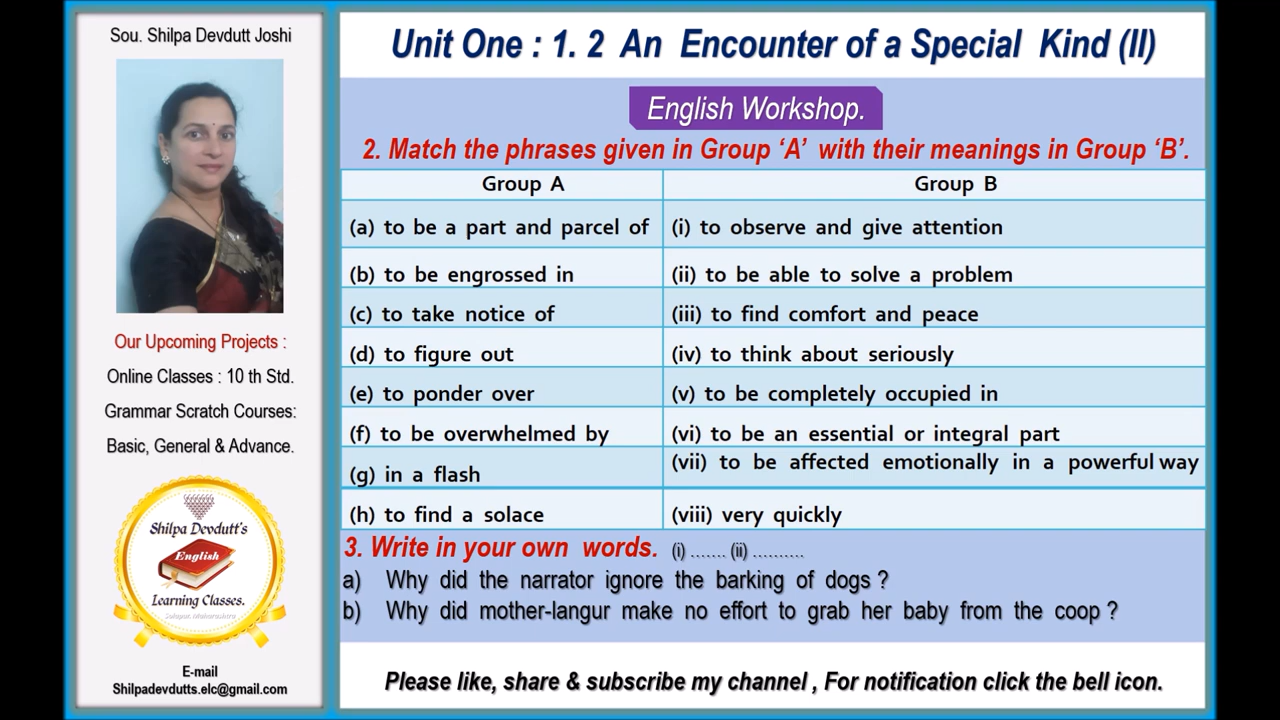 Sou. Shilpa Devdutt Joshi
Our Upcoming Projects :
Online Classes : 10 th Std.
Grammar Scratch Courses:
Basic, General & Advance.
Shilpa Devdutt's
English
Learning Classes.
Solapur, Maharashtra
E-mail
Shilpadevdutts.elc@gmail.com
Unit One : 1. 2 An Encounter of a Special Kind (II)
English Workshop.
2. Match the phrases given in Group ‘A’ with their meanings in Group ‘B’.
Group A Group B
(a) to be a part and parcel of (i) to observe and give attention
(b) to be engrossed in (ii) to be able to solve a problem
(c) to take notice of (iii) to find comfort and peace
(d) to figure out (iv) to think about seriously
(e) to ponder over (v) to be completely occupied in
(f) to be overwhelmed by (vi) to be an essential or integral part
(g) in a flash (vii) to be affected emotionally in a powerful way
(h) to find a solace (viii) very quickly
3. Write in your own words. (i) ....... (ii) ..........
a) Why did the narrator ignore the barking of dogs ?
b) Why did mother-langur make no effort to grab her baby from the coop ?
Please like, share & subscribe my channel , For notification click the bell icon.